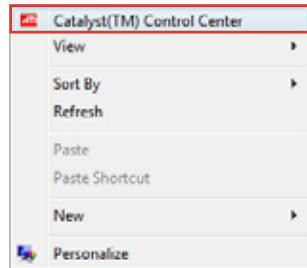 Catalyst(TM) Control Center
View
Sort By
Refresh
Paste
Paste Shortcut
New
Personalize